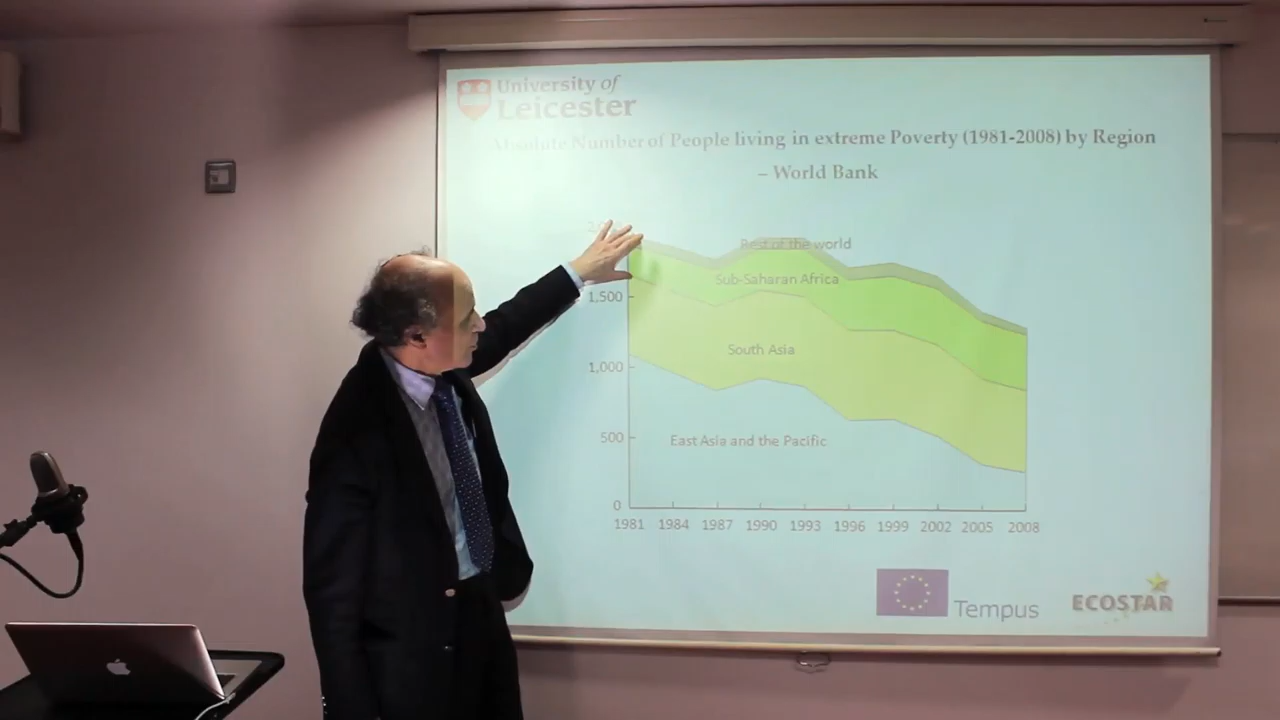 University of
Leicester
Absolute Number of People living in extreme Poverty (1981-2008) by Region
– World Bank
Rest of the world
Sub-Saharan Africa
1,500
South Asia
1,000
East Asia and the Pacific
500
0
1981 1984 1987 1990 1993 1996 1999 2002 2005 2008
Tempus
ECOSTAR